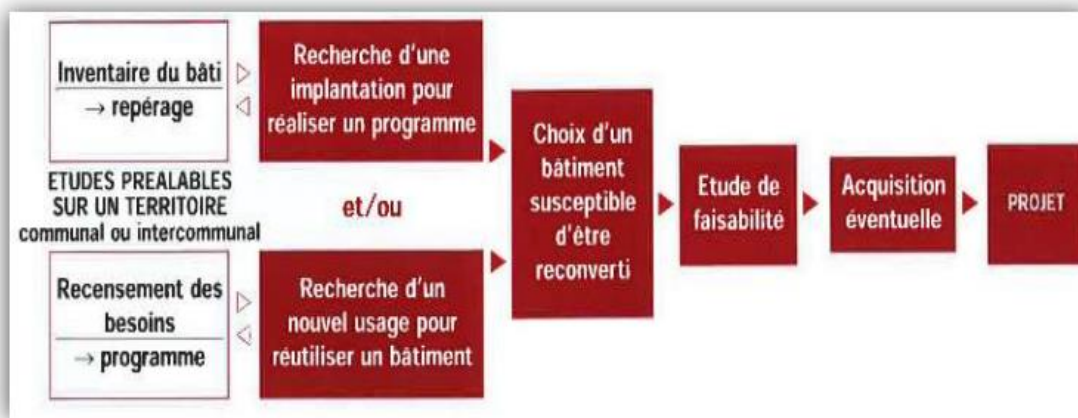 Inventaire du bâti
→ repérage
ETUDES PREALABLES
SUR UN TERRITOIRE
communal ou intercommunal
Recensement des
besoins
→ programme
Recherche d'une
implantation pour
réaliser un programme
et/ou
Recherche d'un
nouvel usage pour
réutiliser un bâtiment
Choix d'un
bâtiment
susceptible
d'être
reconverti
Etude de
faisabilité
Acquisition
éventuelle
PROJET